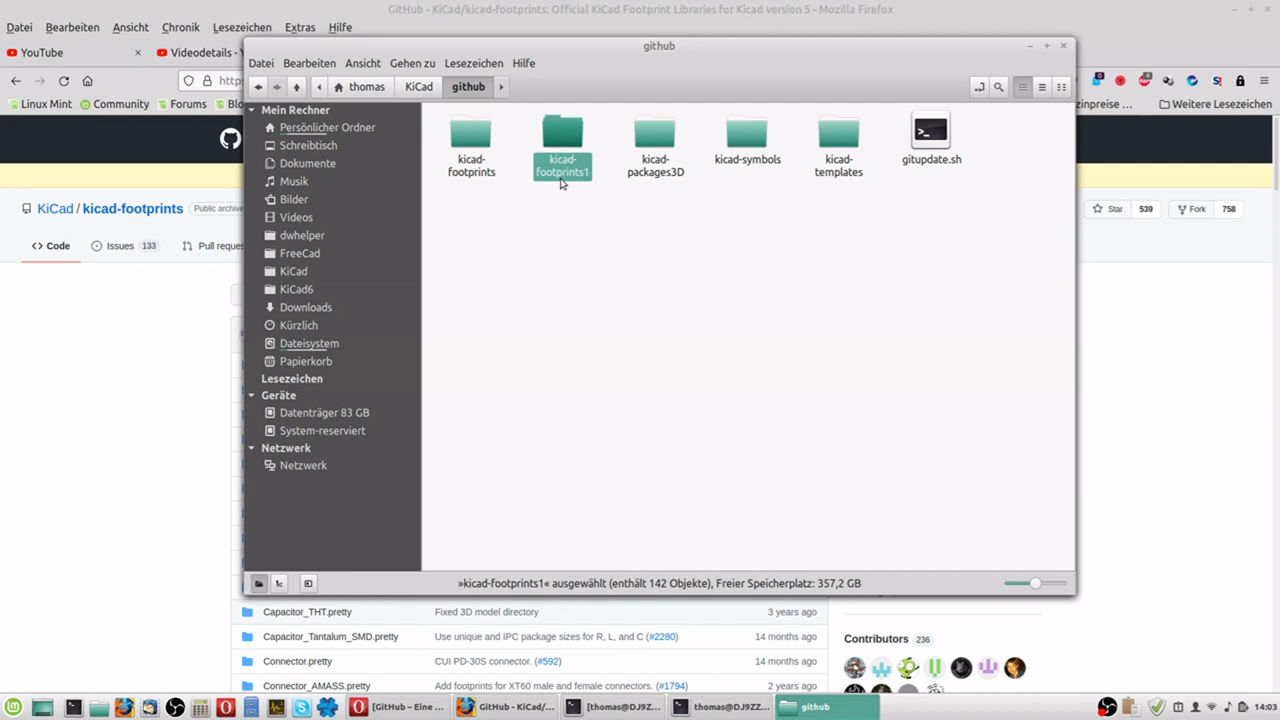 GitHub - KiCad/kicad-footprints: Official KiCad Footprint Libraries for Kicad version 5 - Mozilla Firefox
Datei Bearbeiten Ansicht Chronik Lesezeichen Extras Hilfe
YouTube
Videodetails -
http
Linux Mint Community Forums Blo
zinpreise ... Weitere Lesezeichen
KiCad / kicad-footprints Public archive
Star 539
Fork 758
Code Issues 133 Pull reque
github
Datei Bearbeiten Ansicht Gehen zu Lesezeichen Hilfe
thomas KiCad github
Mein Rechner
Persönlicher Ordner
Schreibtisch
Dokumente
Musik
Bilder
Videos
dwhelper
FreeCad
KiCad
KiCad6
Downloads
Kürzlich
Dateisystem
Papierkorb
Lesezeichen
Geräte
Datenträger 83 GB
System-reserviert
Netzwerk
Netzwerk
kicad-footprints
kicad-footprints1
kicad-packages3D
kicad-symbols
kicad-templates
gitupdate.sh
»kicad-footprints1« ausgewählt (enthält 142 Objekte), Freier Speicherplatz: 357,2 GB
Capacitor_THT.pretty Fixed 3D model directory 3 years ago
Capacitor_Tantalum_SMD.pretty Use unique and IPC package sizes for R, L, and C (#2280) 14 months ago
Connector.pretty CUI PD-30S connector. (#592) 14 months ago
Connector_AMASS.pretty Add footprints for XT60 male and female connectors. (#1794) 2 years ago
Contributors 236
[GitHub – Eine ... GitHub - KiCad/... [thomas@DJ9ZZ... thomas@DJ9ZZ... github
14:03